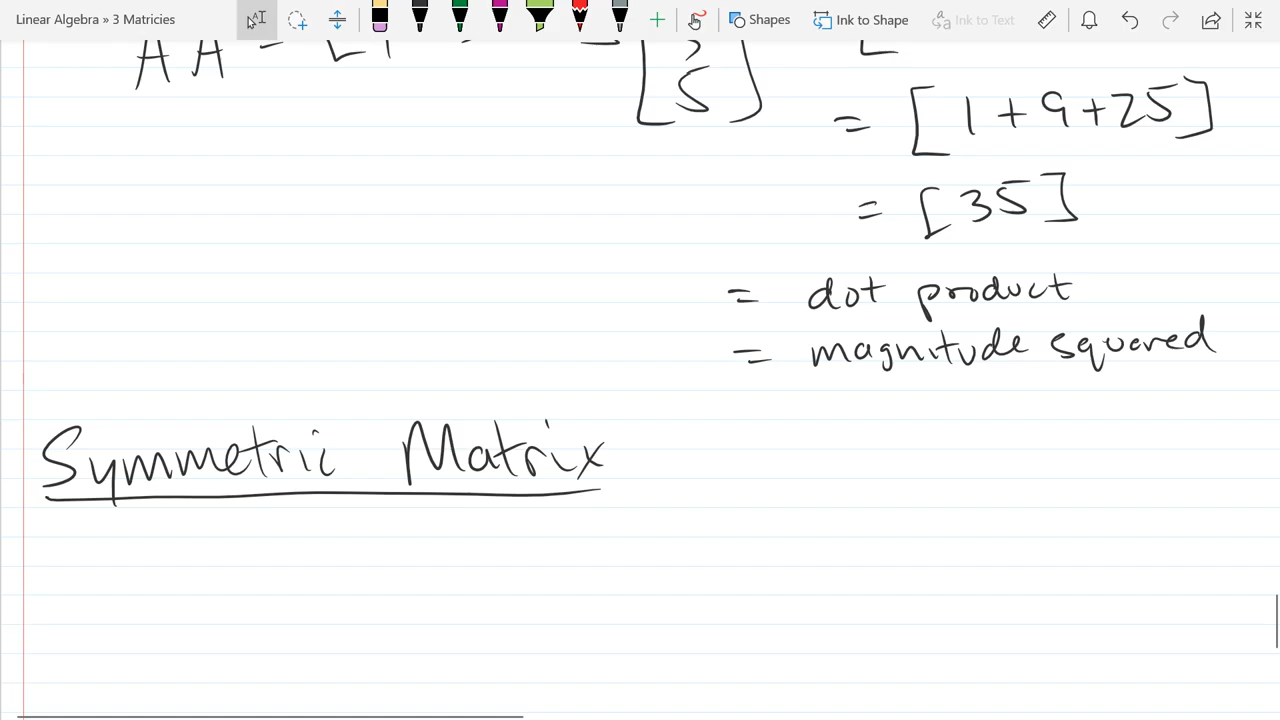 Linear Algebra » 3 Matricies
Shapes
Ink to Shape
Ink to Text
A A =
5
= [1+9+25]
= [35]
= dot product
= magnitude squared
Symmetric Matrix